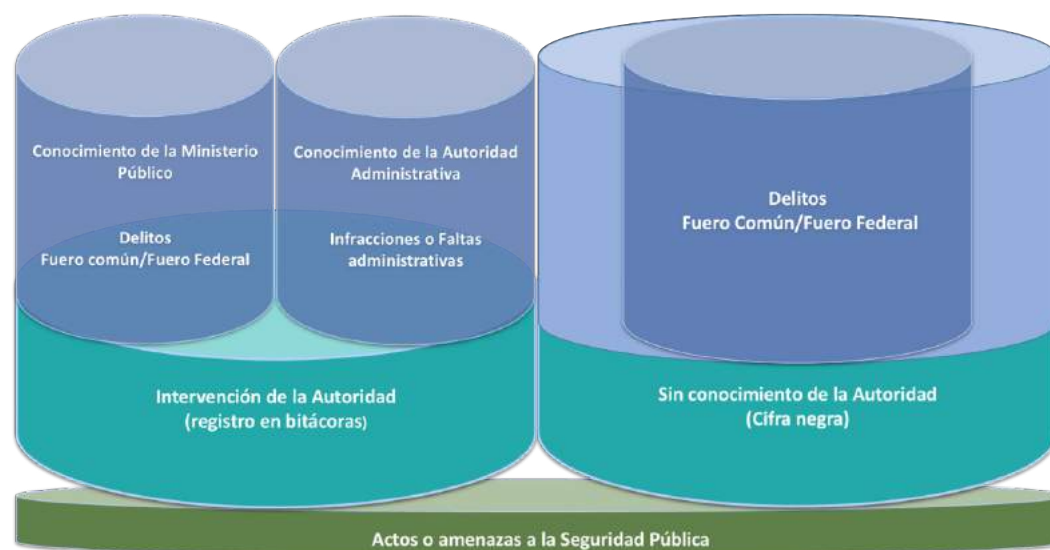 Conocimiento de la Ministerio
Público
Conocimiento de la Autoridad
Administrativa
Delitos
Fuero común/Fuero Federal
Infracciones o Faltas
administrativas
Intervención de la Autoridad
(registro en bitácoras)
Delitos
Fuero Común/Fuero Federal
Sin conocimiento de la Autoridad
(Cifra negra)
Actos o amenazas a la Seguridad Pública